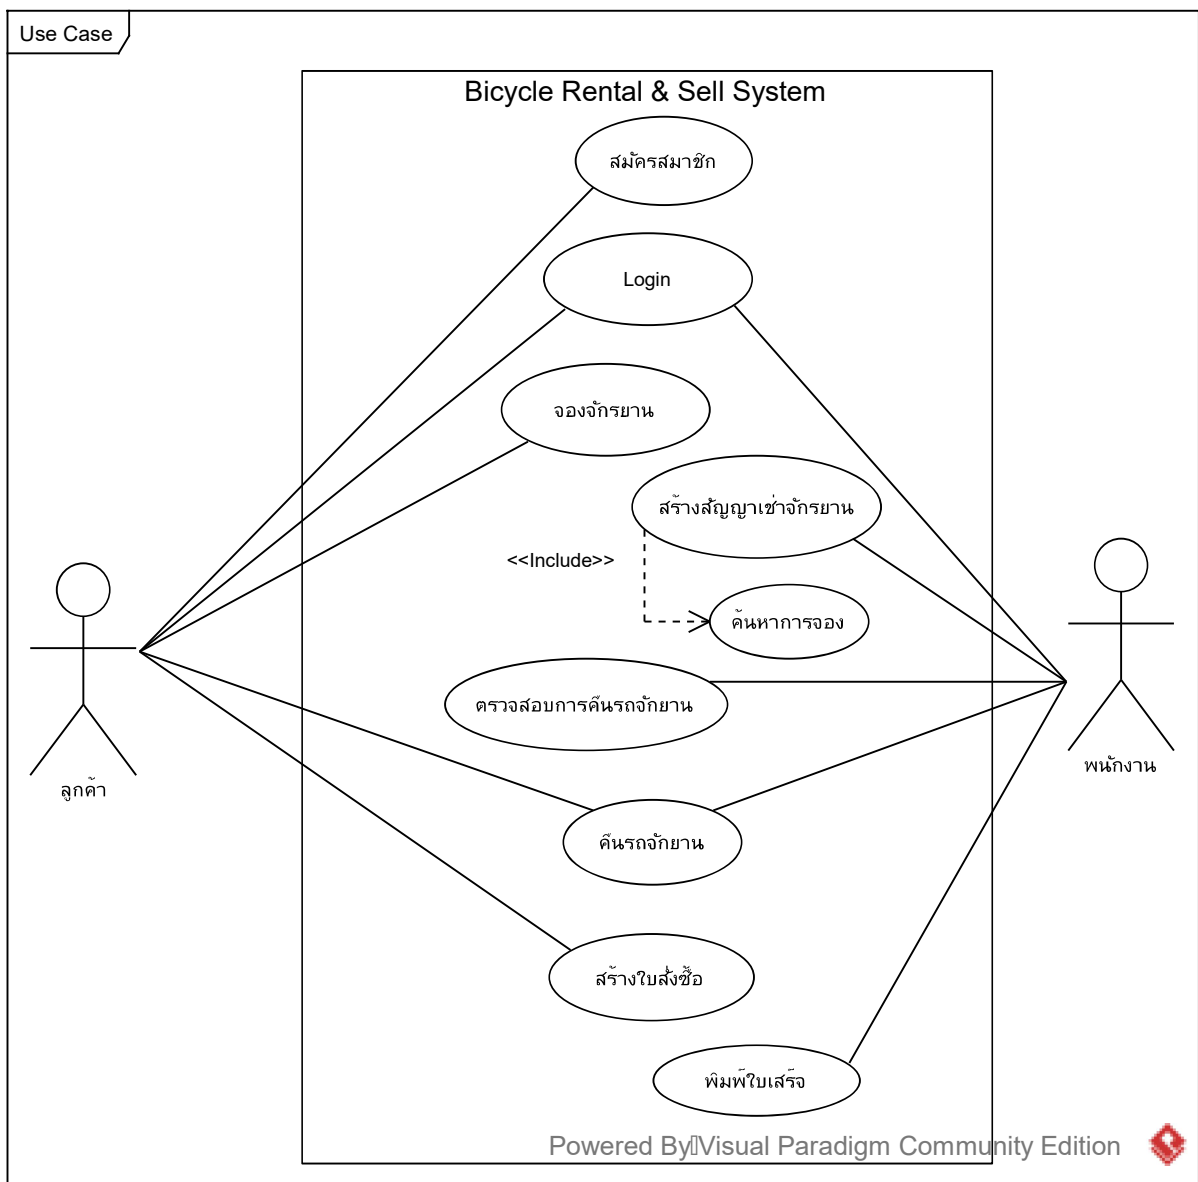 Use Case
Bicycle Rental & Sell System
สมัครสมาชิก
Login
จองจักรยาน
สร้างสัญญาเช่าจักรยาน
<<Include>>
ค้นหาการจอง
ตรวจสอบการคืนรถจักยาน
ลูกค้า
พนักงาน
คืนรถจักยาน
สร้างใบสั่งซื้อ
พิมพ์ใบเสร็จ
Powered By Visual Paradigm Community Edition